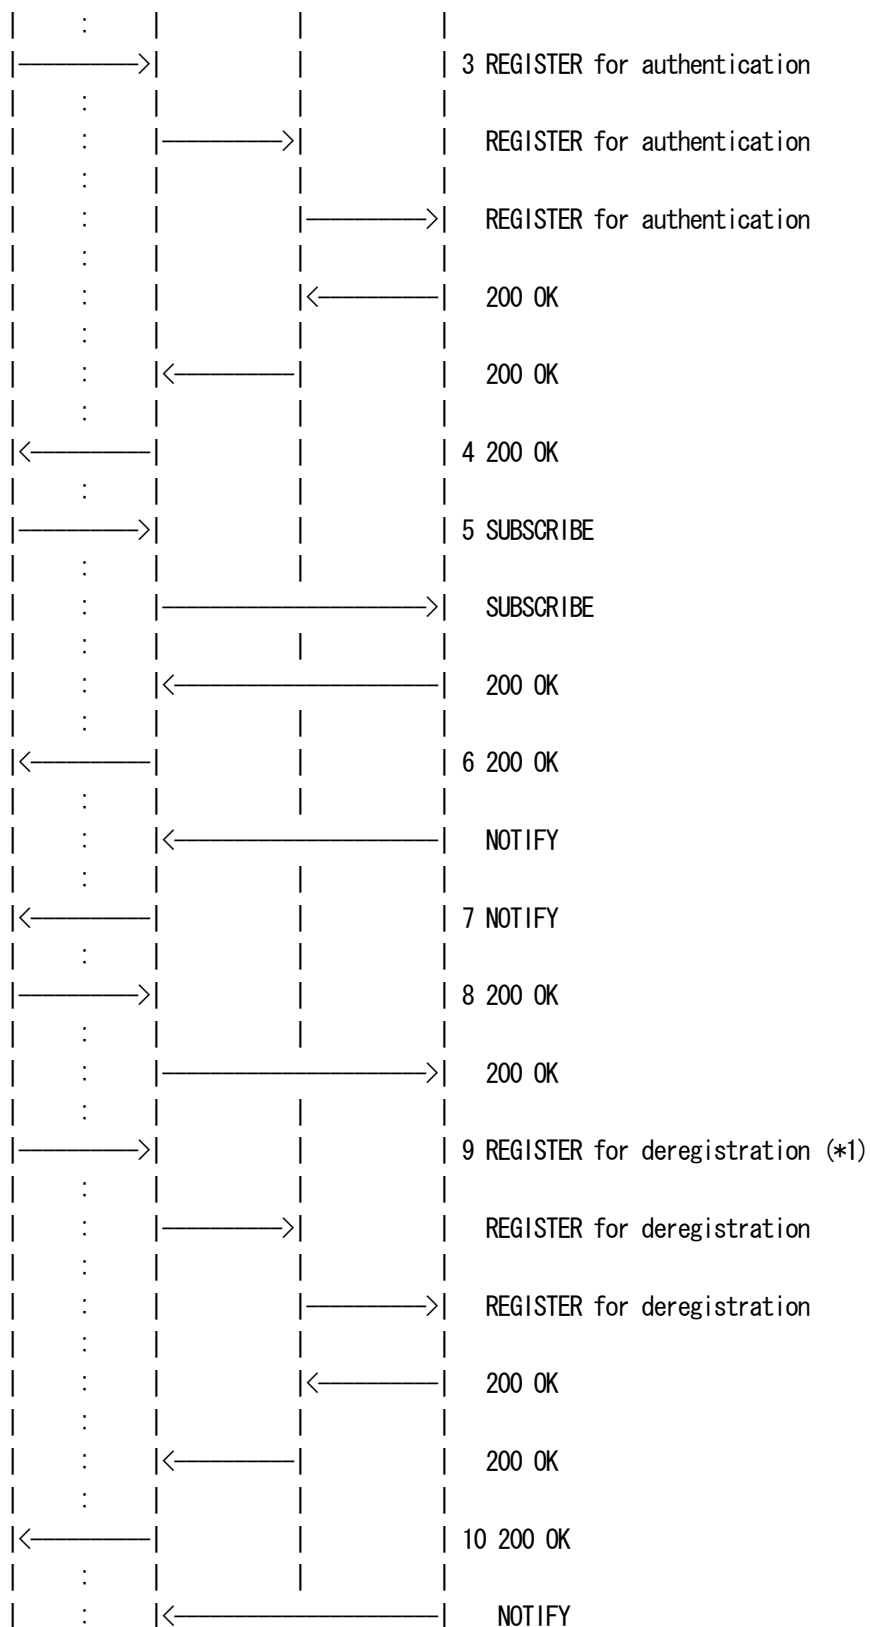 3 REGISTER for authentication
REGISTER for authentication
REGISTER for authentication
200 OK
200 OK
4 200 OK
5 SUBSCRIBE
SUBSCRIBE
200 OK
6 200 OK
NOTIFY
7 NOTIFY
8 200 OK
200 OK
9 REGISTER for deregistration (*1)
REGISTER for deregistration
REGISTER for deregistration
200 OK
200 OK
10 200 OK
NOTIFY